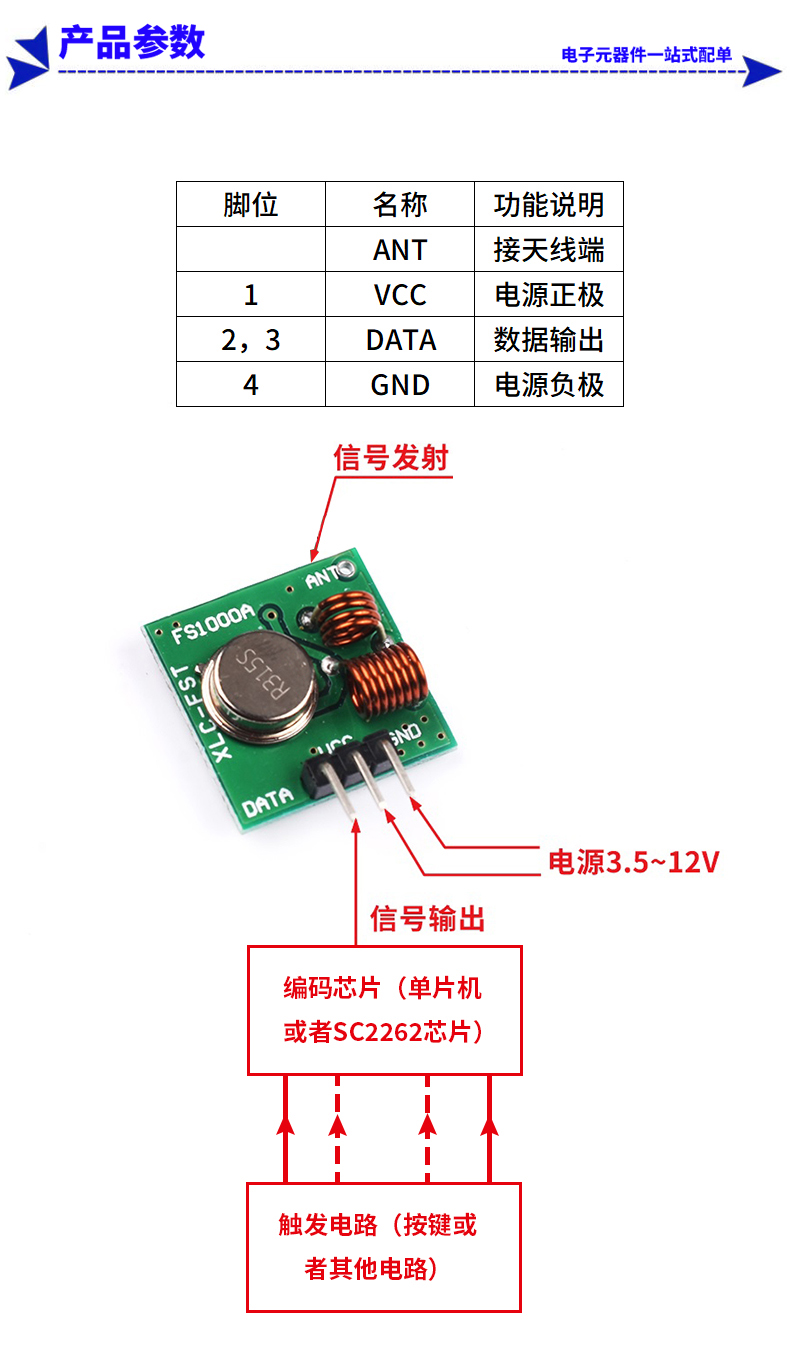 产品参数
电子元器件一站式配单
脚位 名称 功能说明
ANT 接天线端
1 VCC 电源正极
2，3 DATA 数据输出
4 GND 电源负极
信号发射
ANT
FS1000A
R315S
XLC-FST
VCC
GND
DATA
电源3.5~12V
信号输出
编码芯片（单片机
或者SC2262芯片）
触发电路（按键或
者其他电路）